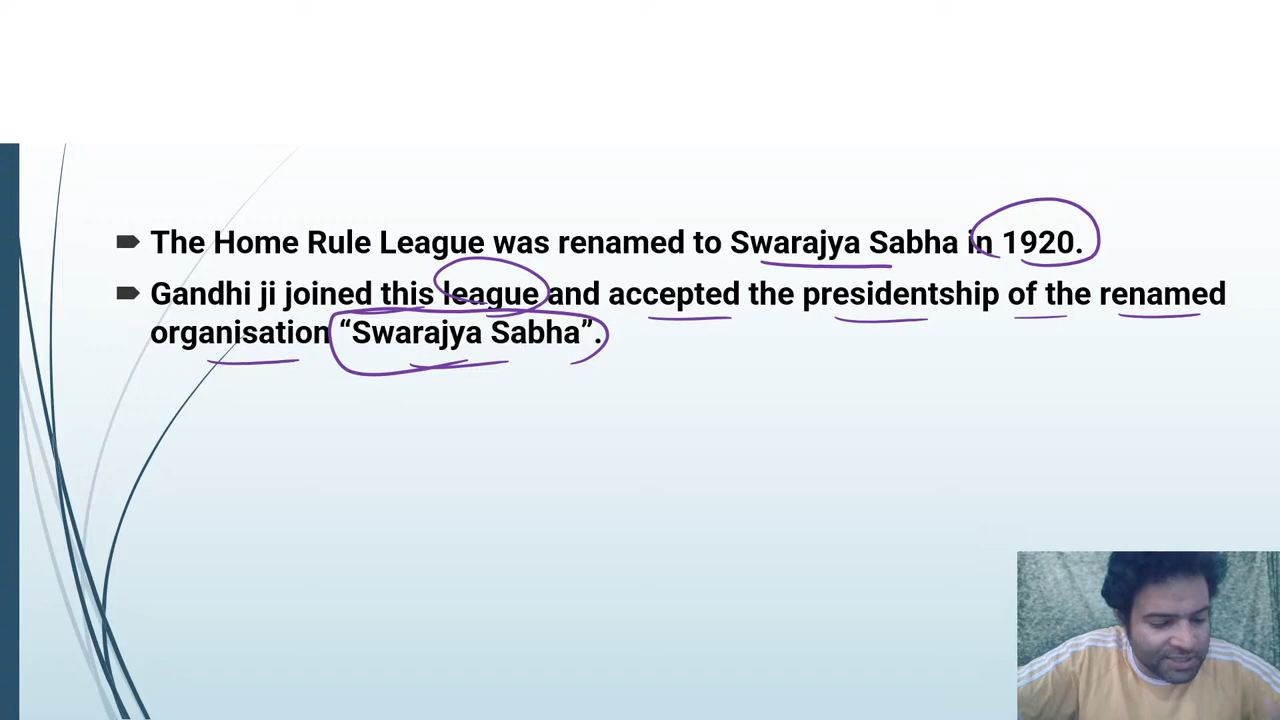 The Home Rule League was renamed to Swarajya Sabha in 1920.
Gandhi ji joined this league and accepted the presidentship of the renamed
organisation “Swarajya Sabha”.